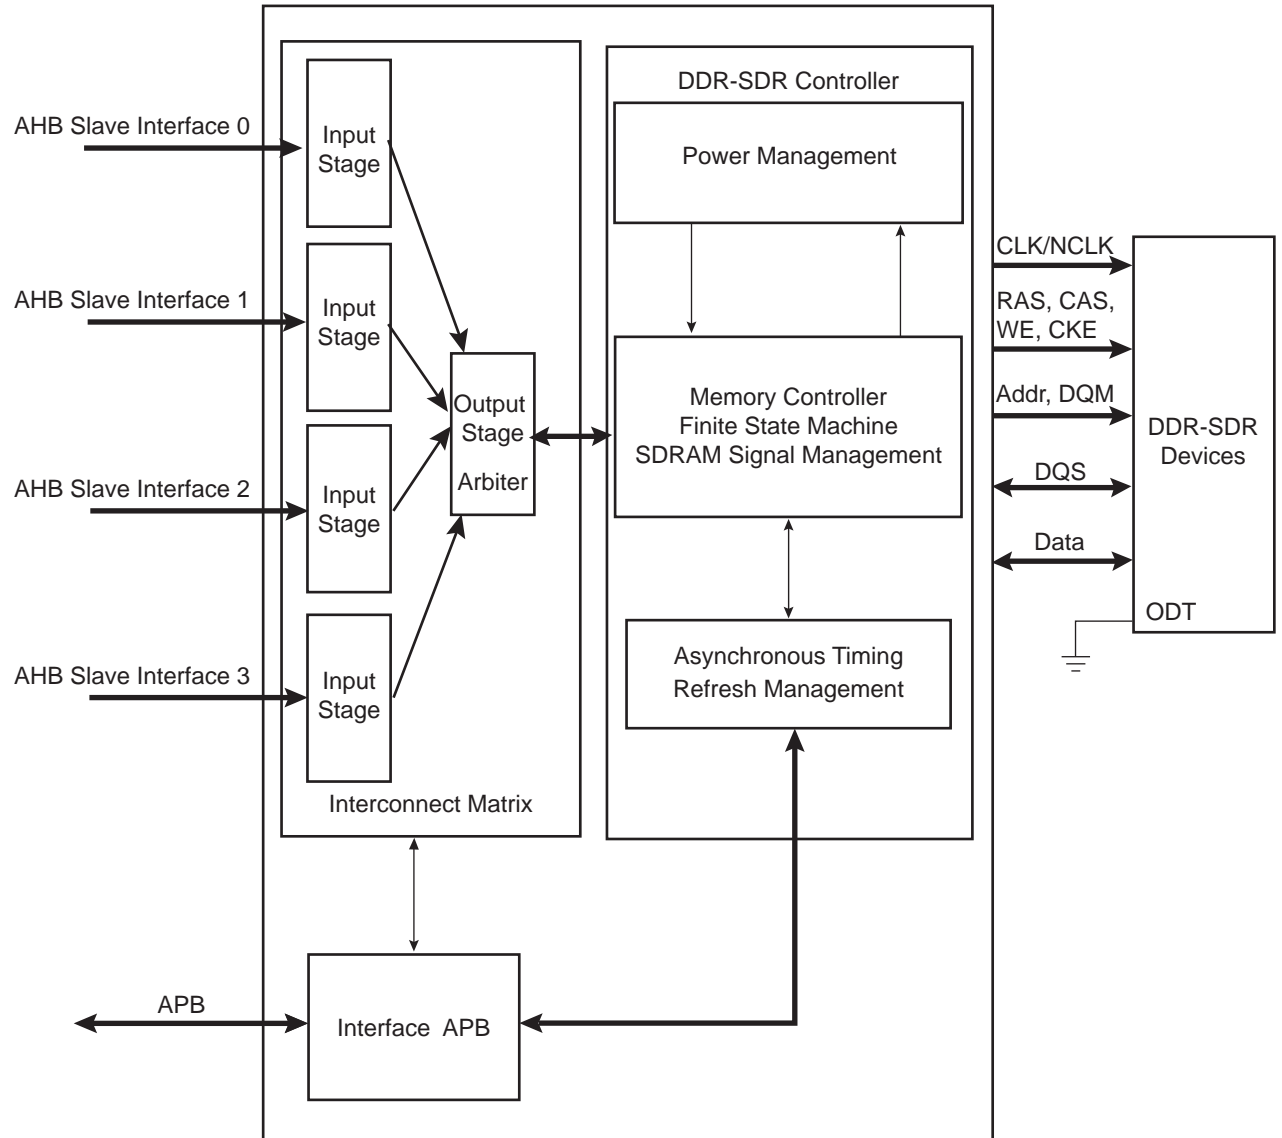 AHB Slave Interface 0
AHB Slave Interface 1
AHB Slave Interface 2
AHB Slave Interface 3
APB
Input
Stage
Input
Stage
Input
Stage
Input
Stage
Output
Stage
Arbiter
Interconnect Matrix
Interface APB
DDR-SDR Controller
Power Management
Memory Controller
Finite State Machine
SDRAM Signal Management
Asynchronous Timing
Refresh Management
CLK/NCLK
RAS, CAS,
WE, CKE
Addr, DQM
DQS
Data
DDR-SDR
Devices
ODT